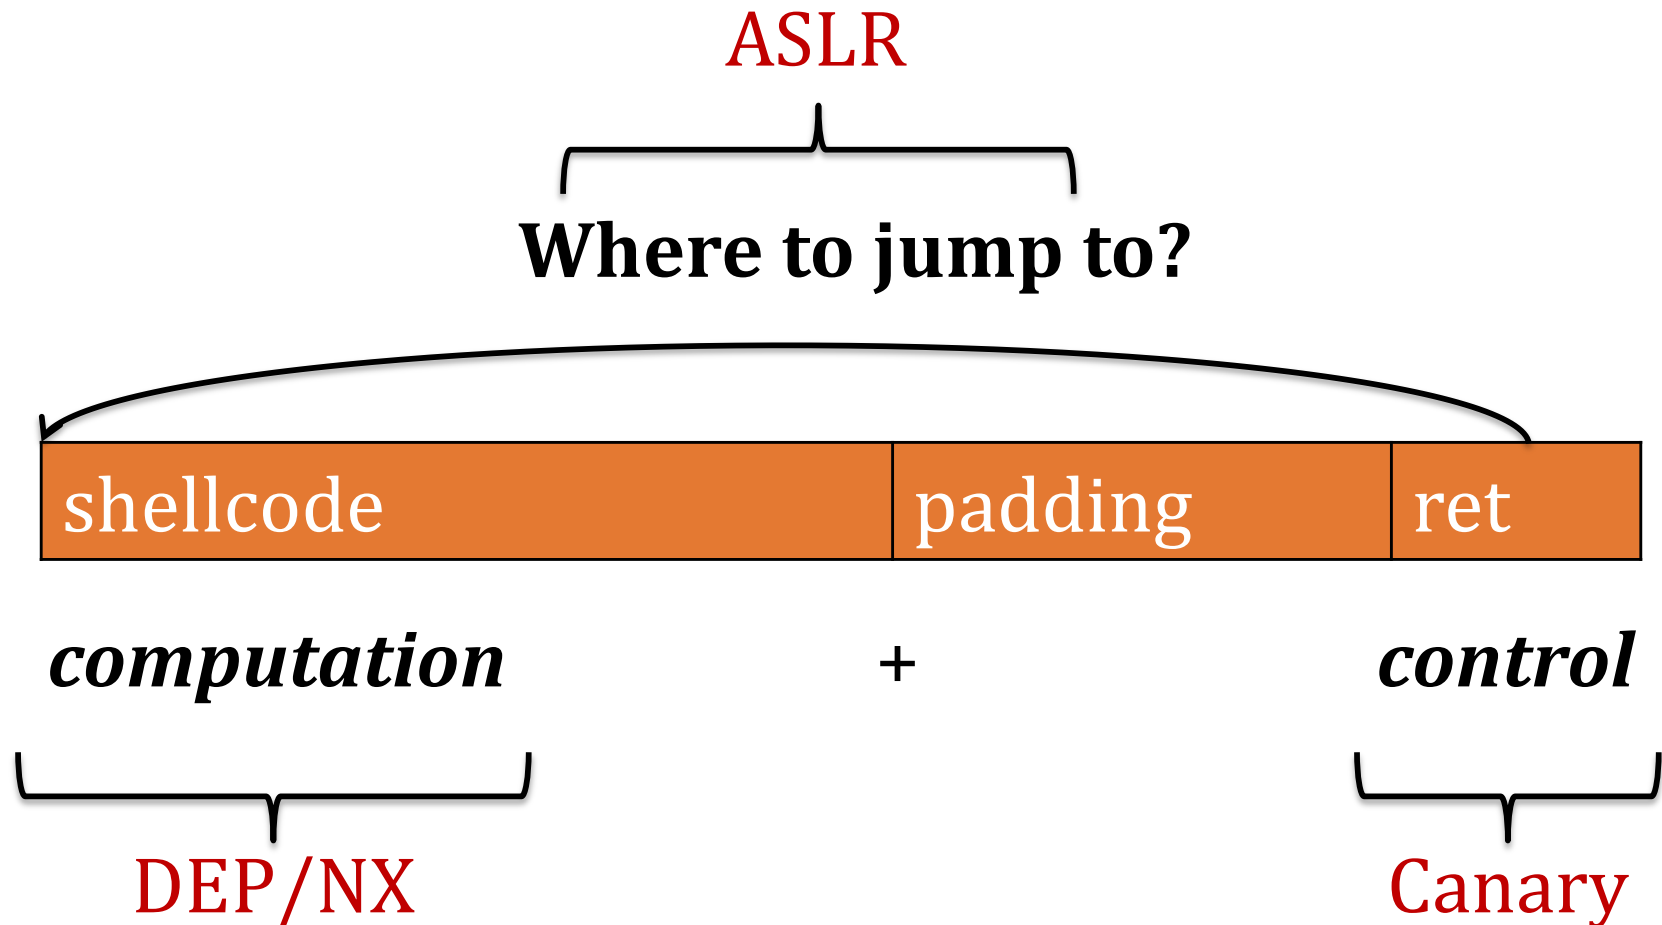 ASLR
Where to jump to?
shellcode padding ret
computation + control
DEP/NX Canary